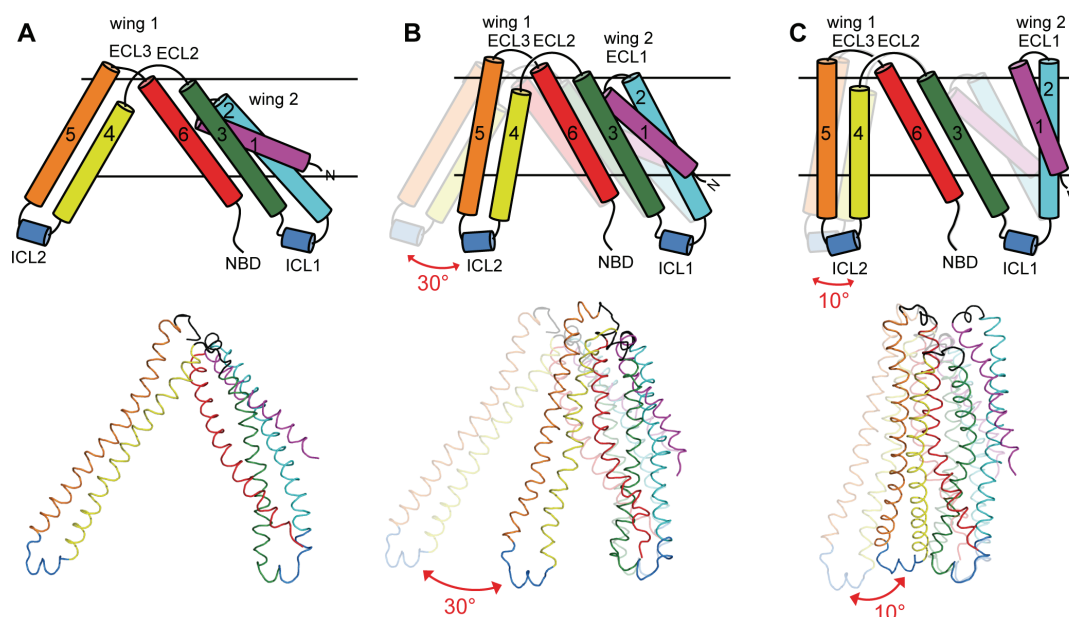 A
wing 1
ECL3
ECL2
wing 2
5
4
6
3
2
1
N
ICL2
NBD
ICL1
B
wing 1
ECL3
ECL2
wing 2
ECL1
5
4
6
3
2
1
N
ICL2
NBD
ICL1
30°
C
wing 1
ECL3
ECL2
wing 2
ECL1
5
4
6
3
2
1
ICL2
NBD
ICL1
10°
30°
10°